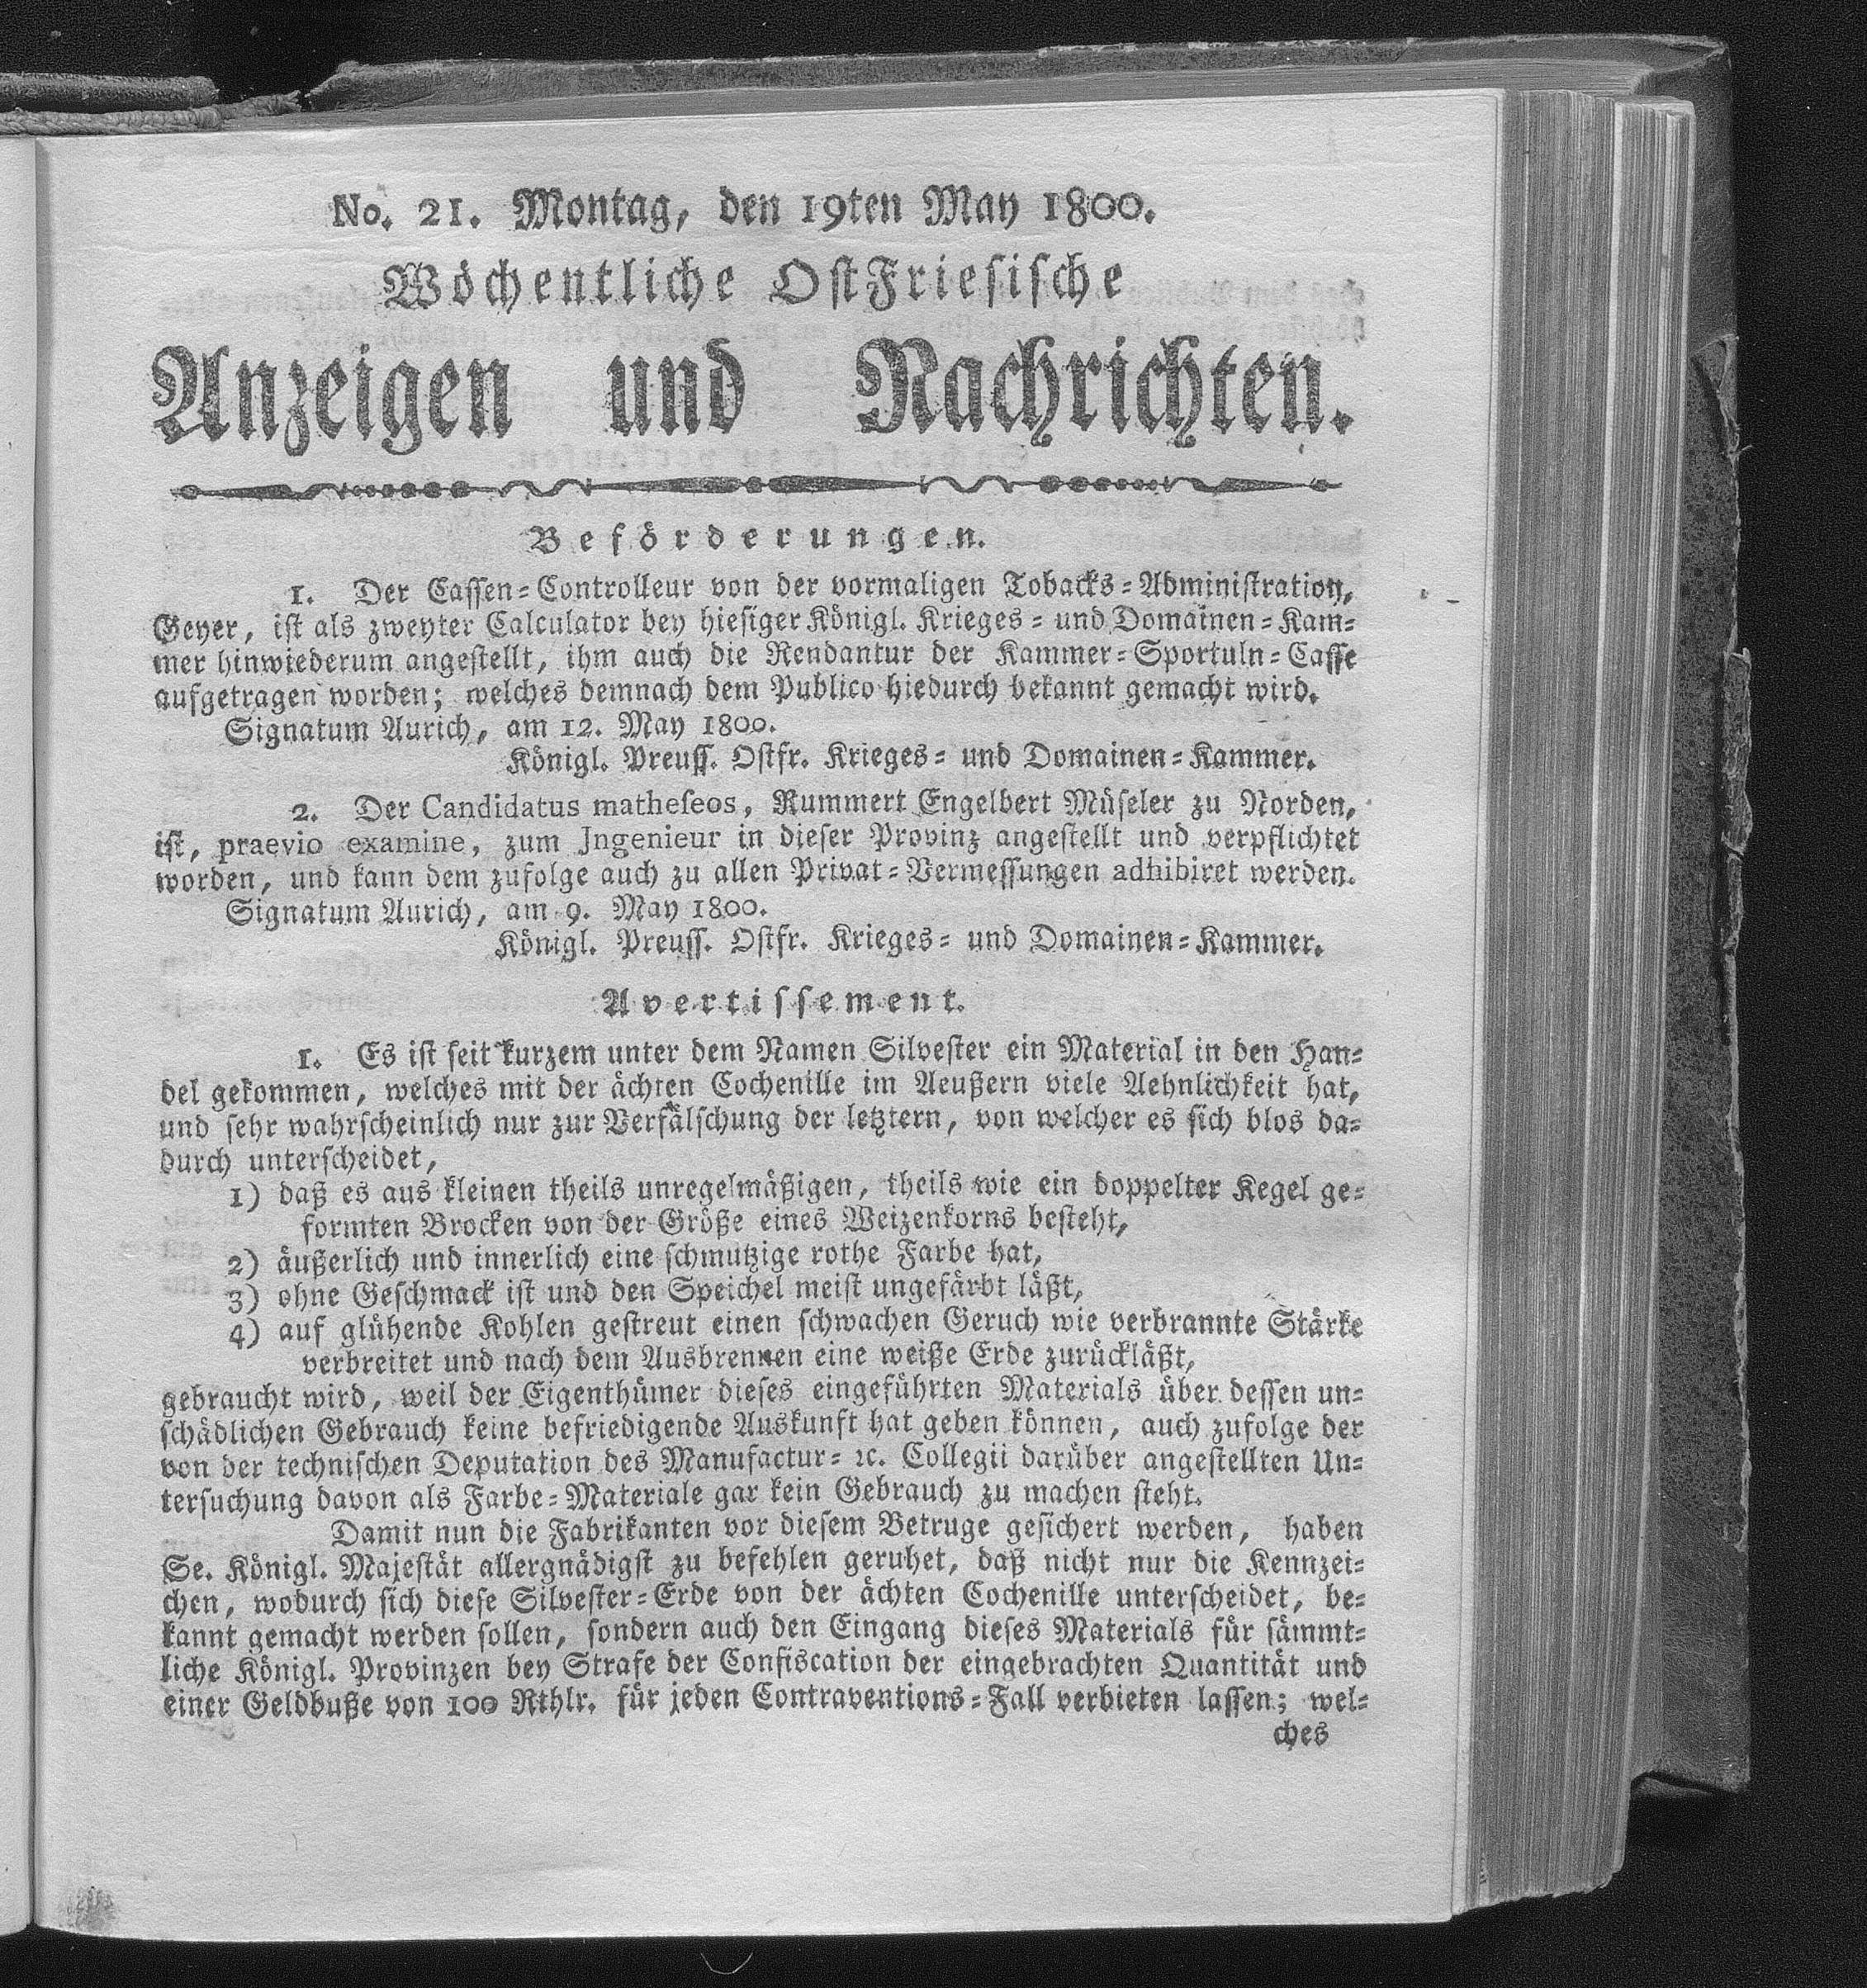 No. 21. Montag, den 19ten May 1800.
Wöchentliche OstFriesische
Anzeigen und Nachrichten.
Beförderungen.
1. Der Cassen-Controlleur von der vormaligen Tobacks-Administration,
Geyer, ist als zweyter Calculator bey hiesiger Königl. Krieges- und Domainen-Kam-
mer hinwiederum angestellt, ihm auch die Rendantur der Kammer-Sportuln-Casse
aufgetragen worden; welches demnach dem Publico hiedurch bekannt gemacht wird.
Signatum Aurich, am 12. May 1800.
Königl. Preuss. Ostfr. Krieges- und Domainen-Kammer.
2. Der Candidatus matheseos, Rummert Engelbert Müseler zu Norden,
ist, praevio examine, zum Ingenieur in dieser Provinz angestellt und verpflichtet
worden, und kann dem zufolge auch zu allen Privat-Vermessungen adhibiret werden.
Signatum Aurich, am 9. May 1800.
Königl. Preuss. Ostfr. Krieges- und Domainen-Kammer.
Avertissement.
1. Es ist seit kurzem unter dem Namen Silvester ein Material in den Han-
del gekommen, welches mit der ächten Cochenille im Aeußern viele Aehnlichkeit hat,
und sehr wahrscheinlich nur zur Verfälschung der letztern, von welcher es sich blos da-
durch unterscheidet,
1) daß es aus kleinen theils unregelmäßigen, theils wie ein doppelter Kegel ge-
formten Brocken von der Größe eines Weizenkorns besteht,
2) äußerlich und innerlich eine schmutzige rothe Farbe hat,
3) ohne Geschmack ist und den Speichel meist ungefärbt läßt,
4) auf glühende Kohlen gestreut einen schwachen Geruch wie verbrannte Stärke
verbreitet und nach dem Ausbrennen eine weiße Erde zurückläßt,
gebraucht wird, weil der Eigenthümer dieses eingeführten Materials über dessen un-
schädlichen Gebrauch keine befriedigende Auskunft hat geben können, auch zufolge der
von der technischen Deputation des Manufactur- ꝛc. Collegii darüber angestellten Un-
tersuchung davon als Farbe-Materiale gar kein Gebrauch zu machen steht.
Damit nun die Fabrikanten vor diesem Betruge gesichert werden, haben
Se. Königl. Majestät allergnädigst zu befehlen geruhet, daß nicht nur die Kennzei-
chen, wodurch sich diese Silvester-Erde von der ächten Cochenille unterscheidet, be-
kannt gemacht werden sollen, sondern auch den Eingang dieses Materials für sämmt-
liche Königl. Provinzen bey Strafe der Confiscation der eingebrachten Quantität und
einer Geldbuße von 100 Rthlr. für jeden Contraventions-Fall verbieten lassen; wel-
ches